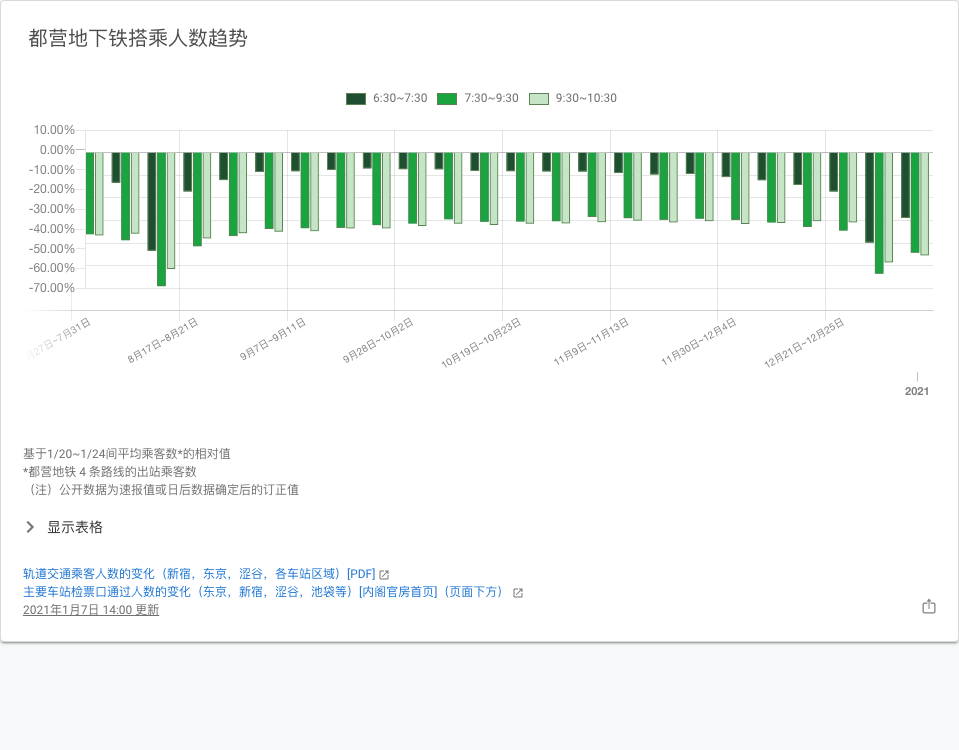 都营地下铁搭乘人数趋势
6:30~7:30 7:30~9:30 9:30~10:30
10.00%
0.00%
-10.00%
-20.00%
-30.00%
-40.00%
-50.00%
-60.00%
-70.00%
27日~7月31日 8月17日~8月21日 9月7日~9月11日 9月28日~10月2日 10月19日~10月23日 11月9日~11月13日 11月30日~12月4日 12月21日~12月25日
2021
基于1/20~1/24间平均乘客数*的相对值
*都营地铁 4 条路线的出站乘客数
（注）公开数据为速报值或日后数据确定后的订正值
显示表格
轨道交通乘客人数的变化（新宿，东京，涩谷，各车站区域）[PDF]
主要车站检票口通过人数的变化（东京，新宿，涩谷，池袋等）[内阁官房首页]（页面下方）
2021年1月7日 14:00 更新